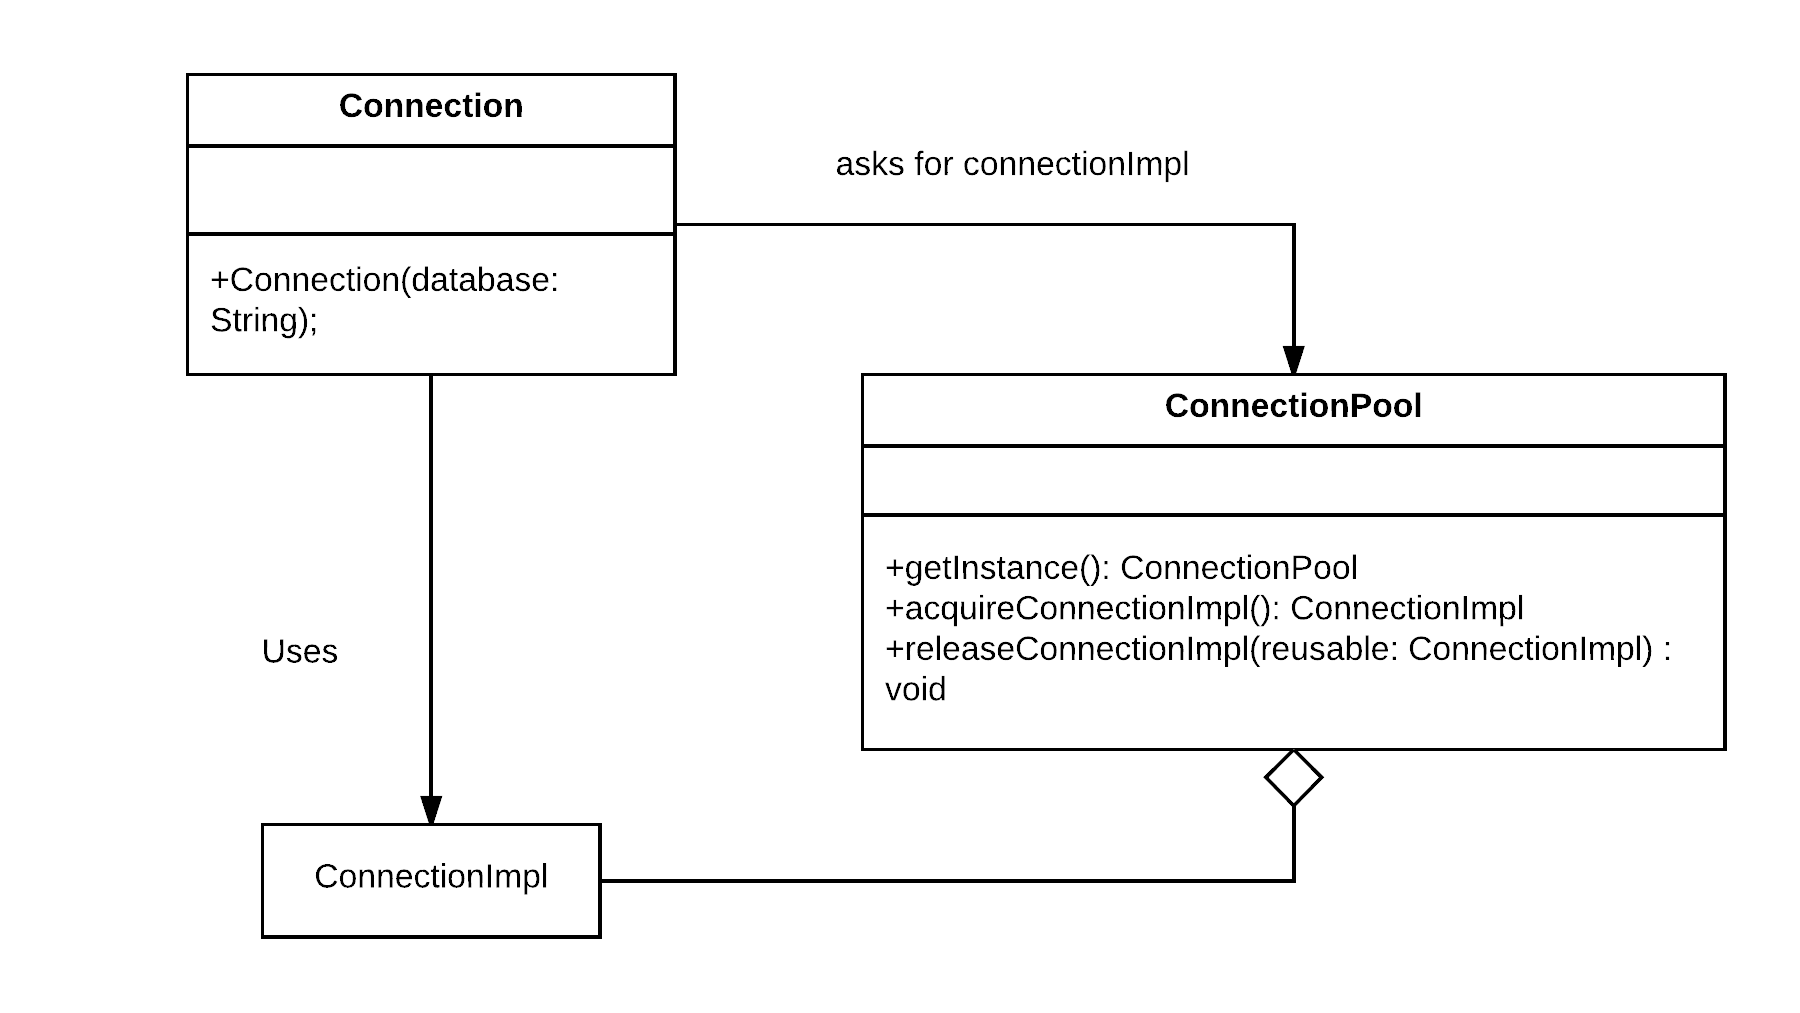 Connection
asks for connectionImpl
+Connection(database:
String);
ConnectionPool
+getInstance(): ConnectionPool
+acquireConnectionImpl(): ConnectionImpl
+releaseConnectionImpl(reusable: ConnectionImpl) :
void
Uses
ConnectionImpl